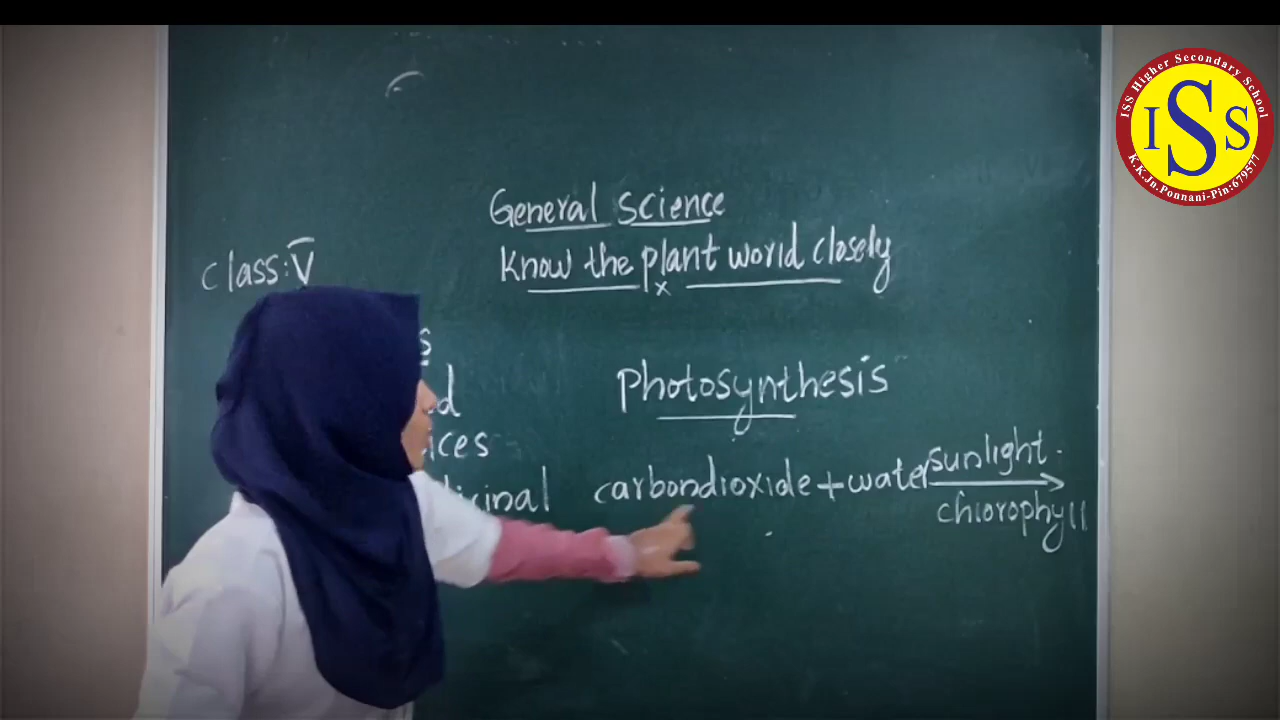 General Science
Know the plant world closely
Class: V
Photosynthesis
carbondioxide + water
sunlight
chlorophyll
ISS Higher Secondary School
ISS
K.K.Jn.Ponnani-Pin:679577